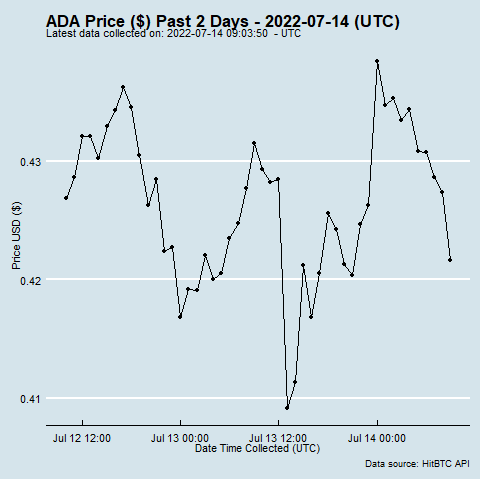 ADA Price ($) Past 2 Days - 2022-07-14 (UTC)
Latest data collected on: 2022-07-14 09:03:50 - UTC
0.43
0.42
0.41
Price USD ($)
Jul 12 12:00 Jul 13 00:00 Jul 13 12:00 Jul 14 00:00
Date Time Collected (UTC)
Data source: HitBTC API